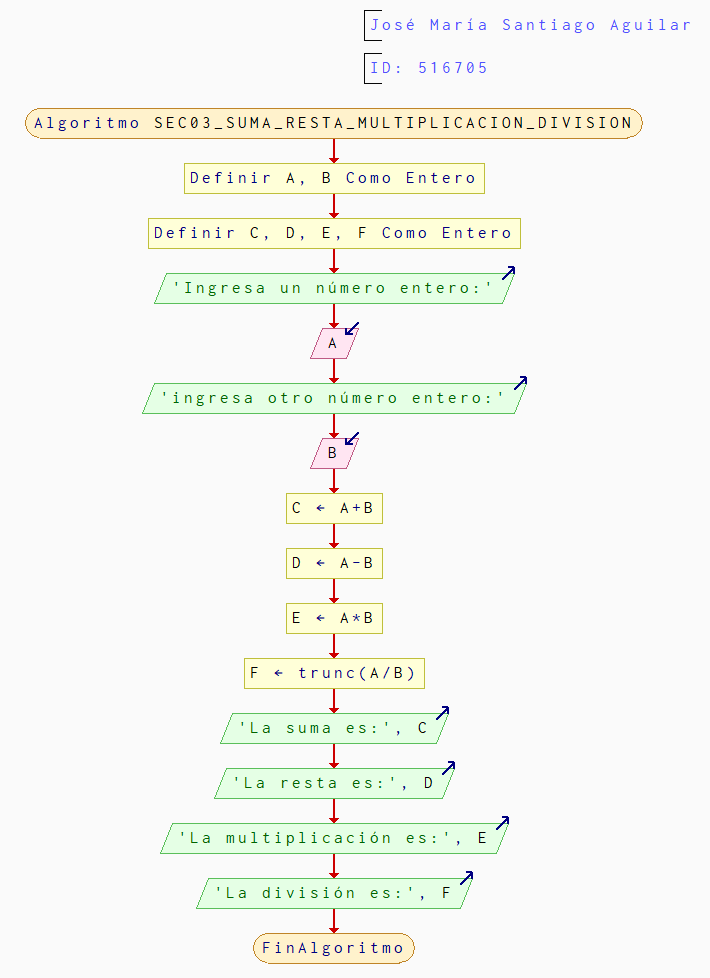 José María Santiago Aguilar
ID: 516705
Algoritmo SEC03_SUMA_RESTA_MULTIPLICACION_DIVISION
Definir A, B Como Entero
Definir C, D, E, F Como Entero
'Ingresa un número entero:'
A
'ingresa otro número entero:'
B
C ← A+B
D ← A-B
E ← A*B
F ← trunc(A/B)
'La suma es:', C
'La resta es:', D
'La multiplicación es:', E
'La división es:', F
FinAlgoritmo